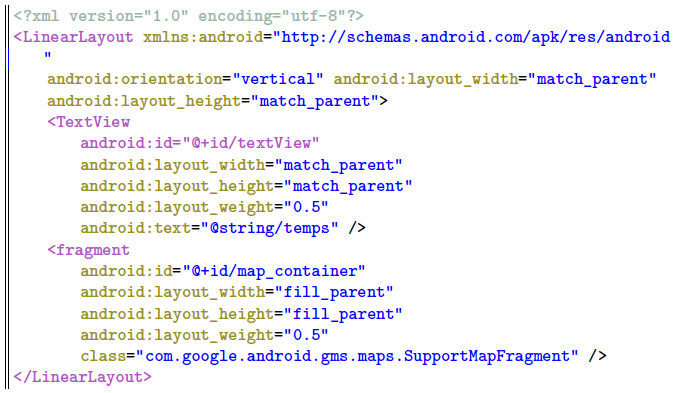 <?xml version="1.0" encoding="utf-8"?>
<LinearLayout xmlns:android="http://schemas.android.com/apk/res/android
"
android:orientation="vertical" android:layout_width="match_parent"
android:layout_height="match_parent">
<TextView
android:id="@+id/textView"
android:layout_width="match_parent"
android:layout_height="match_parent"
android:layout_weight="0.5"
android:text="@string/temps" />
<fragment
android:id="@+id/map_container"
android:layout_width="fill_parent"
android:layout_height="fill_parent"
android:layout_weight="0.5"
class="com.google.android.gms.maps.SupportMapFragment" />
</LinearLayout>